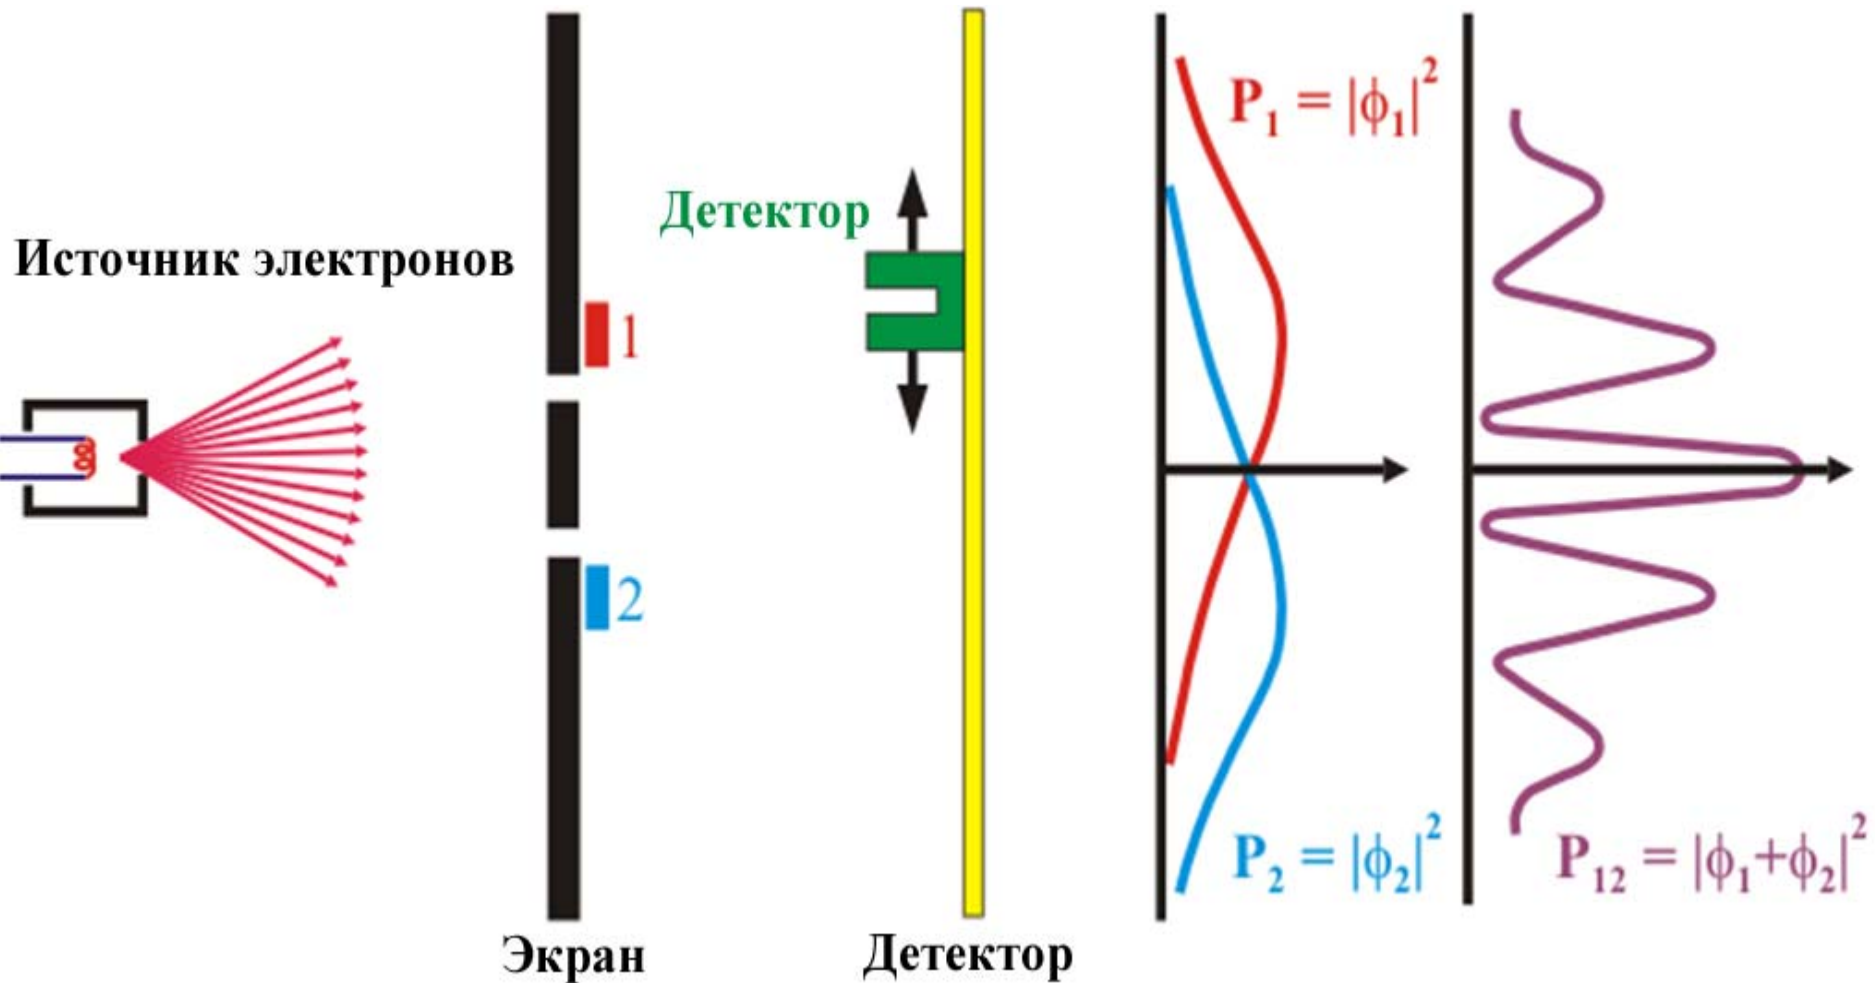 Источник электронов
1
2
Детектор
P₁ = |ϕ₁|²
P₂ = |ϕ₂|²
P₁₂ = |ϕ₁+ϕ₂|²
Экран
Детектор